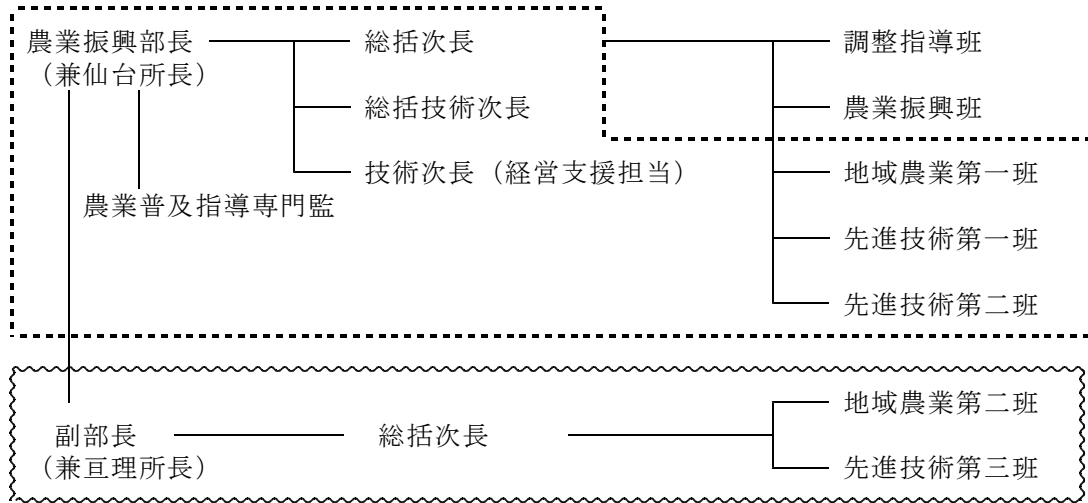 農業振興部長
（兼仙台所長）
総括次長
調整指導班
総括技術次長
農業振興班
技術次長（経営支援担当）
地域農業第一班
農業普及指導専門監
先進技術第一班
先進技術第二班
地域農業第二班
副部長
（兼亘理所長）
総括次長
先進技術第三班